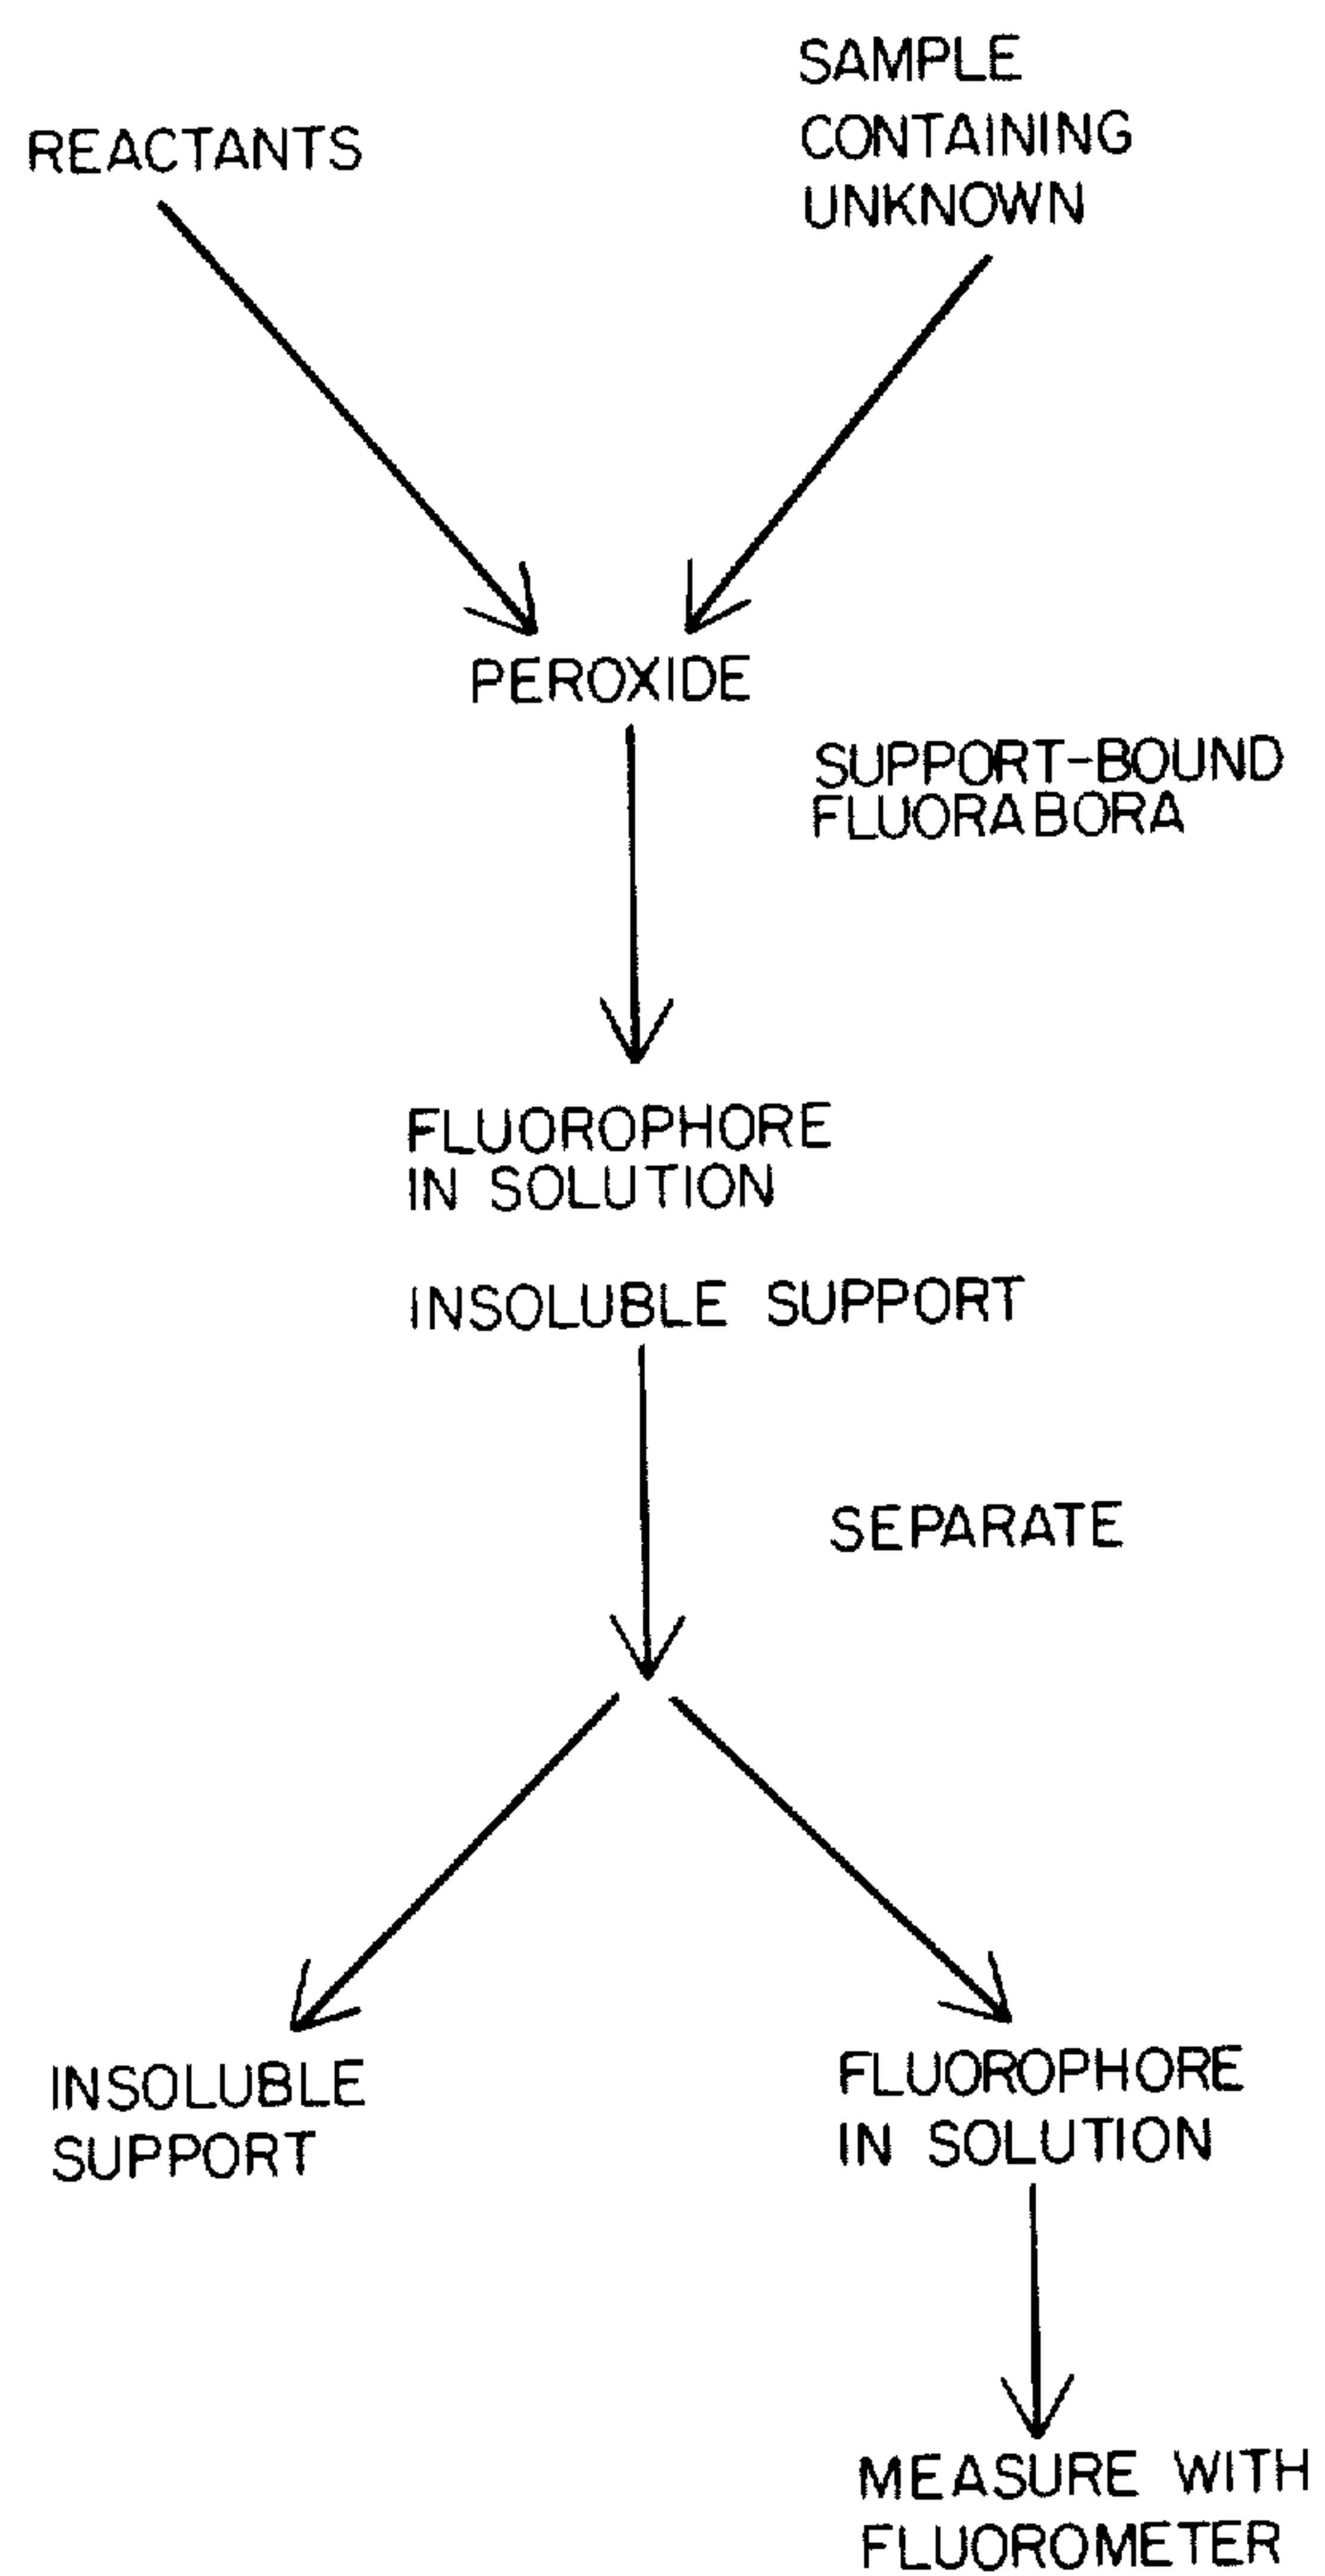 REACTANTS
SAMPLE
CONTAINING
UNKNOWN
PEROXIDE
SUPPORT-BOUND
FLUORABORA
FLUOROPHORE
IN SOLUTION
INSOLUBLE SUPPORT
SEPARATE
INSOLUBLE
SUPPORT
FLUOROPHORE
IN SOLUTION
MEASURE WITH
FLUOROMETER